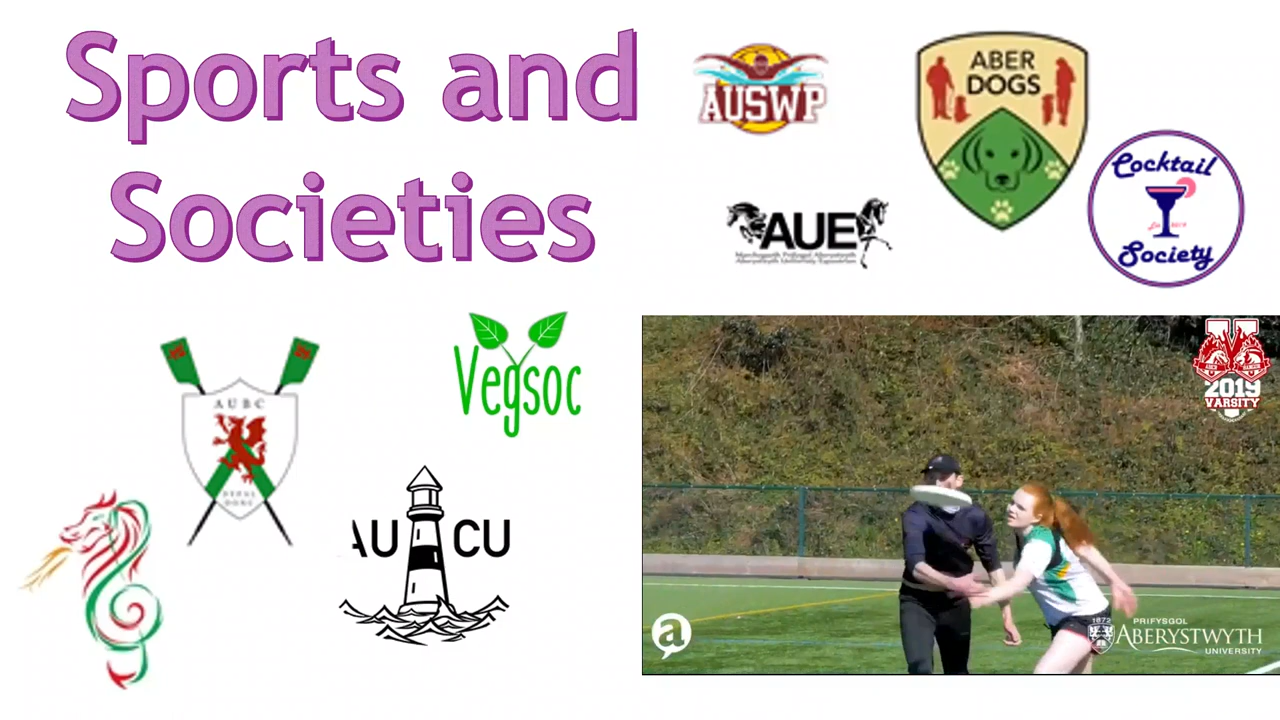 Sports and
Societies
AUSWP
ABER
DOGS
Cocktail
Society
AUE
Marchogaeth Prifysgol Aberystwyth
Aberystwyth University Equestrian
Vegsoc
AUBC
AU CU
2019
VARSITY
a
1872
PRIFYSGOL
ABERYSTWYTH
UNIVERSITY